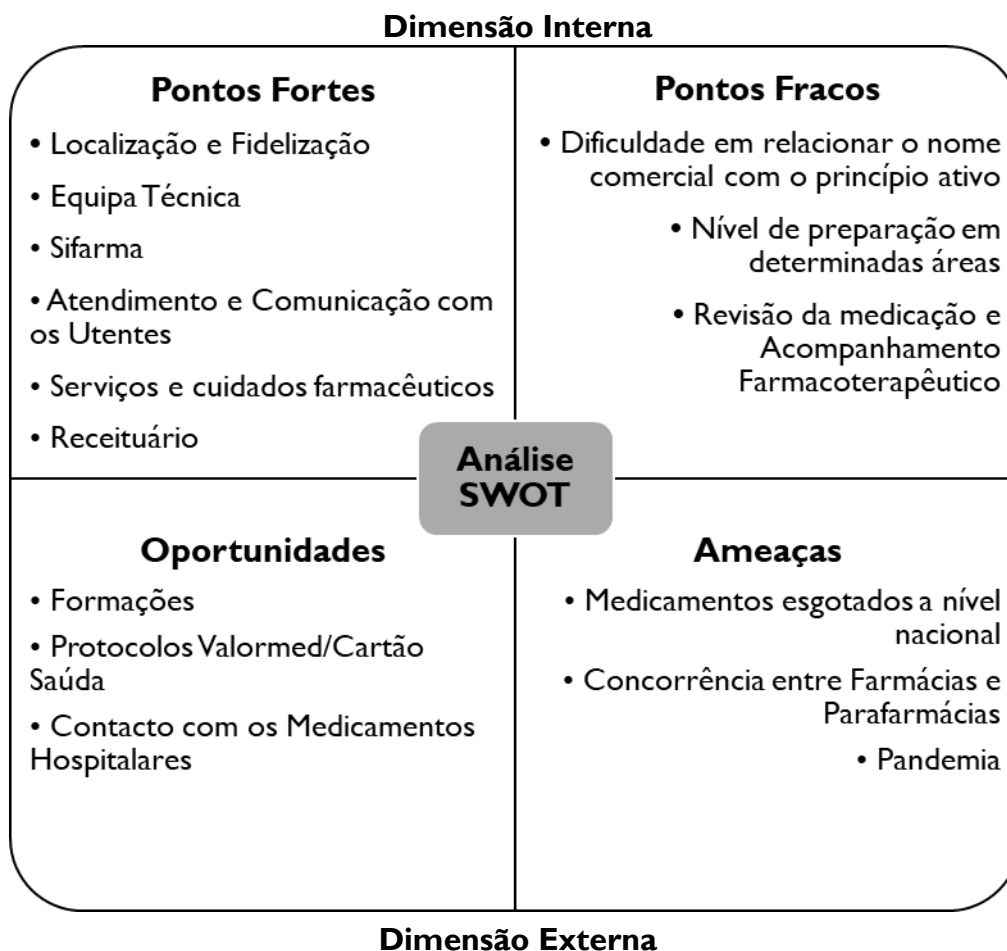 Dimensão Interna
Pontos Fortes
• Localização e Fidelização
• Equipa Técnica
• Sifarma
• Atendimento e Comunicação com
os Utentes
• Serviços e cuidados farmacêuticos
• Receituário
Pontos Fracos
• Dificuldade em relacionar o nome
comercial com o princípio ativo
• Nível de preparação em
determinadas áreas
• Revisão da medicação e
Acompanhamento
Farmacoterapêutico
Análise
SWOT
Oportunidades
• Formações
• Protocolos Valormed/Cartão
Saúda
• Contacto com os Medicamentos
Hospitalares
Ameaças
• Medicamentos esgotados a nível
nacional
• Concorrência entre Farmácias e
Parafarmácias
• Pandemia
Dimensão Externa